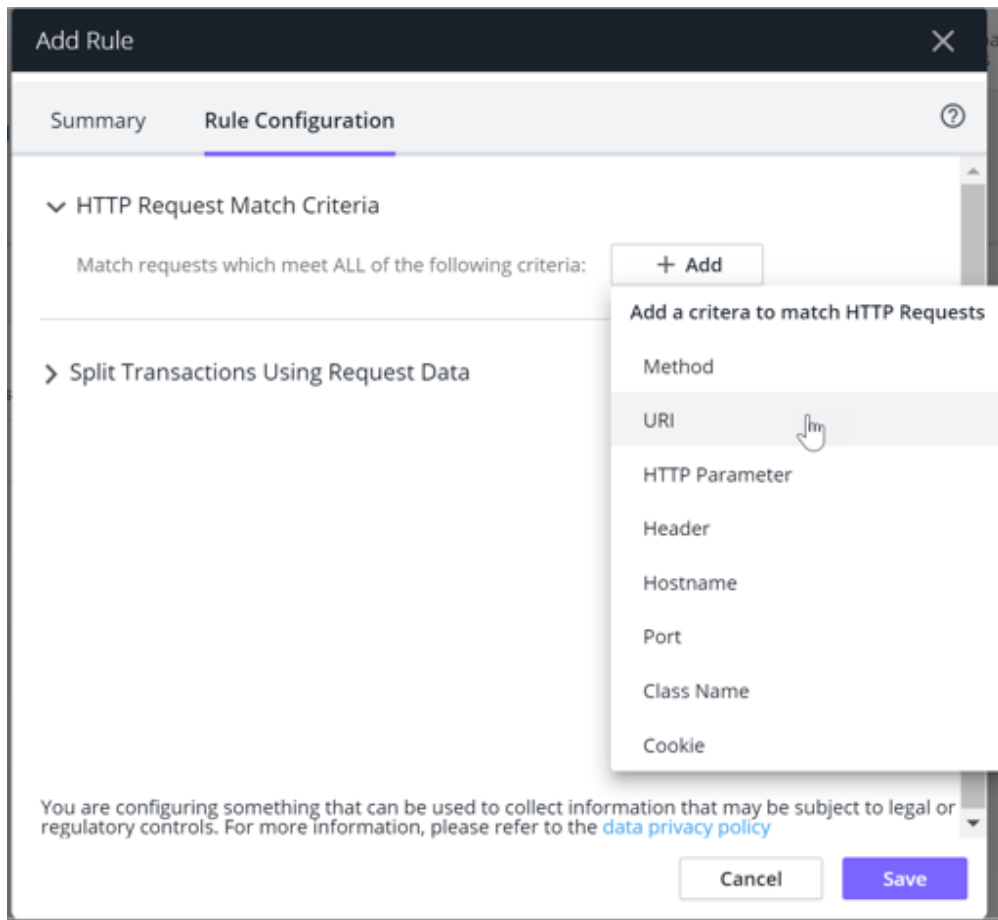 Add Rule
Summary
Rule Configuration
HTTP Request Match Criteria
Match requests which meet ALL of the following criteria:
+ Add
Add a critera to match HTTP Requests
Method
URI
HTTP Parameter
Header
Hostname
Port
Class Name
Cookie
Split Transactions Using Request Data
You are configuring something that can be used to collect information that may be subject to legal or
regulatory controls. For more information, please refer to the data privacy policy
Cancel
Save